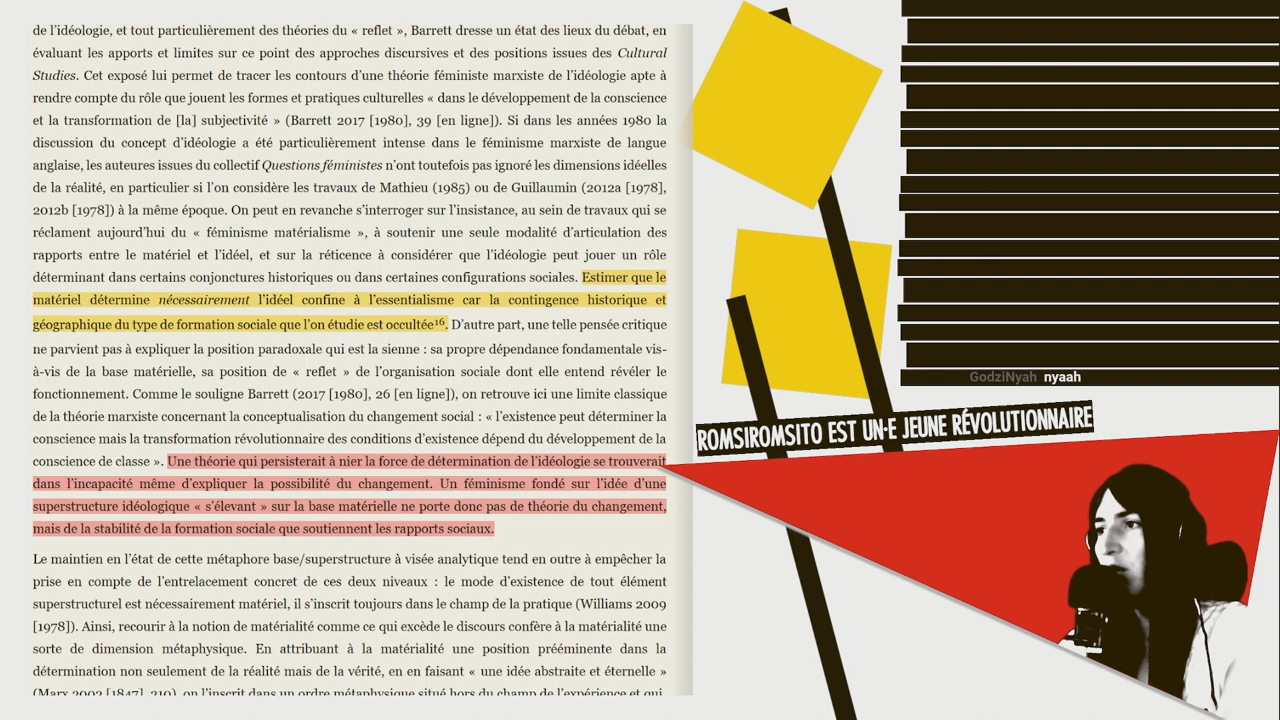 de l'idéologie, et tout particulièrement des théories du « reflet », Barrett dresse un état des lieux du débat, en
évaluant les apports et limites sur ce point des approches discursives et des positions issues des Cultural
Studies. Cet exposé lui permet de tracer les contours d'une théorie féministe marxiste de l'idéologie apte à
rendre compte du rôle que jouent les formes et pratiques culturelles « dans le développement de la conscience
et la transformation de [la] subjectivité » (Barrett 2017 [1980], 39 [en ligne]). Si dans les années 1980 la
discussion du concept d'idéologie a été particulièrement intense dans le féminisme marxiste de langue
anglaise, les auteures issues du collectif Questions féministes n'ont toutefois pas ignoré les dimensions idéelles
de la réalité, en particulier si l'on considère les travaux de Mathieu (1985) ou de Guillaumin (2012a [1978],
2012b [1978]) à la même époque. On peut en revanche s'interroger sur l'insistance, au sein de travaux qui se
réclament aujourd'hui du « féminisme matérialisme », à soutenir une seule modalité d'articulation des
rapports entre le matériel et l'idéel, et sur la réticence à considérer que l'idéologie peut jouer un rôle
déterminant dans certains conjonctures historiques ou dans certaines configurations sociales. Estimer que le
matériel détermine nécessairement l'idéel confine à l'essentialisme car la contingence historique et
géographique du type de formation sociale que l'on étudie est occultée¹⁶. D'autre part, une telle pensée critique
ne parvient pas à expliquer la position paradoxale qui est la sienne : sa propre dépendance fondamentale vis-
à-vis de la base matérielle, sa position de « reflet » de l'organisation sociale dont elle entend révéler le
fonctionnement. Comme le souligne Barrett (2017 [1980], 26 [en ligne]), on retrouve ici une limite classique
de la théorie marxiste concernant la conceptualisation du changement social : « l'existence peut déterminer la
conscience mais la transformation révolutionnaire des conditions d'existence dépend du développement de la
conscience de classe ». Une théorie qui persisterait à nier la force de détermination de l'idéologie se trouverait
dans l'incapacité même d'expliquer la possibilité du changement. Un féminisme fondé sur l'idée d'une
superstructure idéologique « s'élevant » sur la base matérielle ne porte donc pas de théorie du changement,
mais de la stabilité de la formation sociale que soutiennent les rapports sociaux.
Le maintien en l'état de cette métaphore base/superstructure à visée analytique tend en outre à empêcher la
prise en compte de l'entrelacement concret de ces deux niveaux : le mode d'existence de tout élément
superstructurel est nécessairement matériel, il s'inscrit toujours dans le champ de la pratique (Williams 2009
[1978]). Ainsi, recourir à la notion de matérialité comme ce qui excède le discours confère à la matérialité une
sorte de dimension métaphysique. En attribuant à la matérialité une position prééminente dans la
détermination non seulement de la réalité mais de la vérité, en en faisant « une idée abstraite et éternelle »
(Marx 2002 [1847], 210), on l'inscrit dans un ordre métaphysique situé hors du champ de l'expérience et qui,
GodziNyah nyaah
ROMSIROMSITO EST UN·E JEUNE RÉVOLUTIONNAIRE